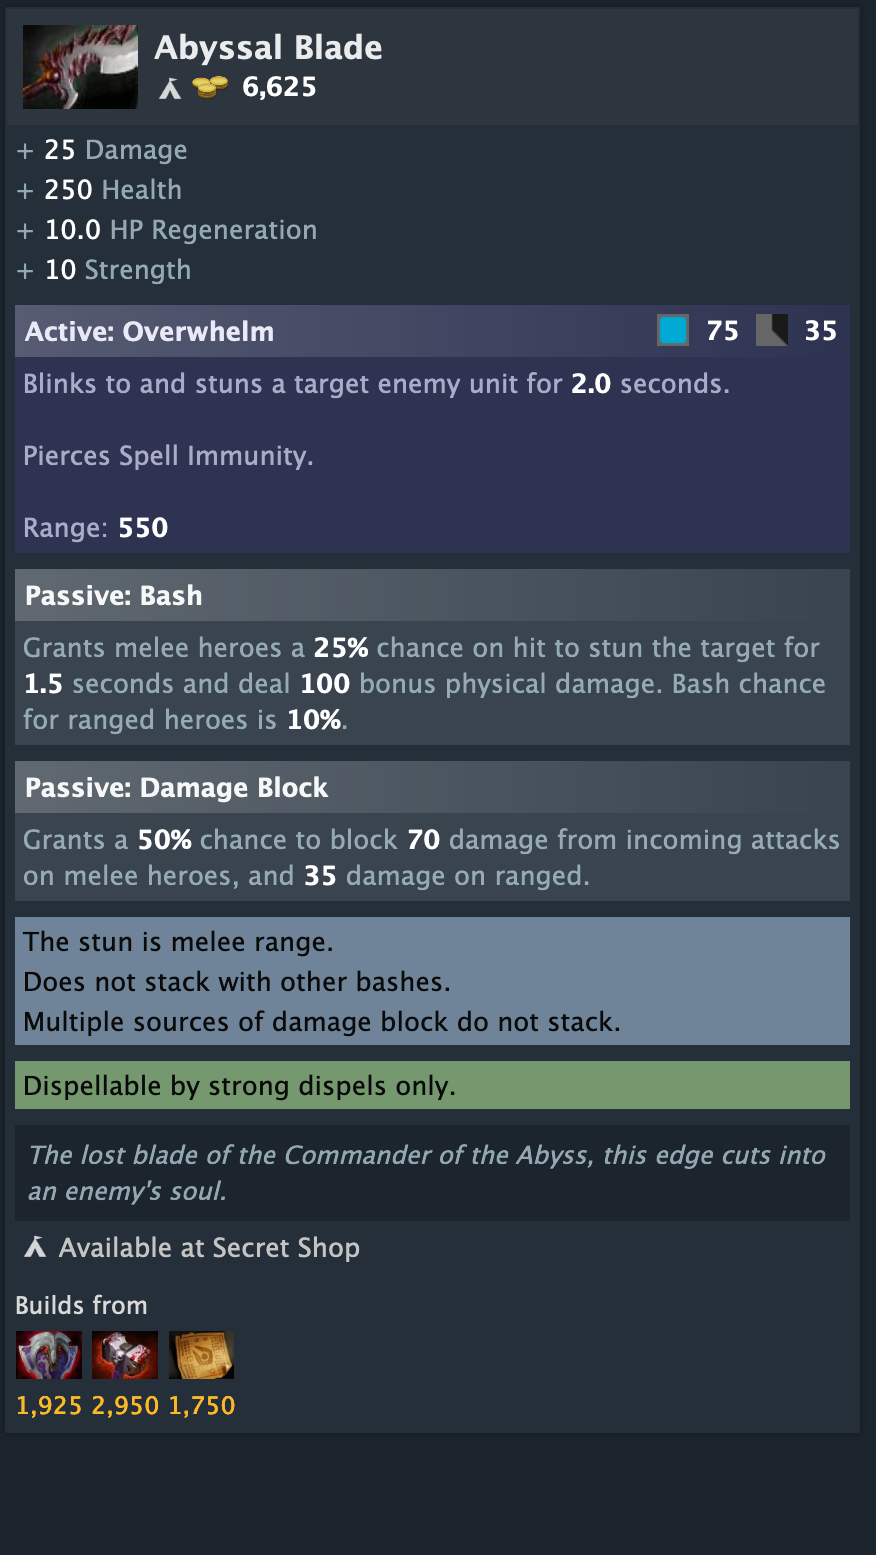 Abyssal Blade
6,625
+ 25 Damage
+ 250 Health
+ 10.0 HP Regeneration
+ 10 Strength
Active: Overwhelm 75 35
Blinks to and stuns a target enemy unit for 2.0 seconds.
Pierces Spell Immunity.
Range: 550
Passive: Bash
Grants melee heroes a 25% chance on hit to stun the target for
1.5 seconds and deal 100 bonus physical damage. Bash chance
for ranged heroes is 10%.
Passive: Damage Block
Grants a 50% chance to block 70 damage from incoming attacks
on melee heroes, and 35 damage on ranged.
The stun is melee range.
Does not stack with other bashes.
Multiple sources of damage block do not stack.
Dispellable by strong dispels only.
The lost blade of the Commander of the Abyss, this edge cuts into
an enemy's soul.
Available at Secret Shop
Builds from
1,925 2,950 1,750